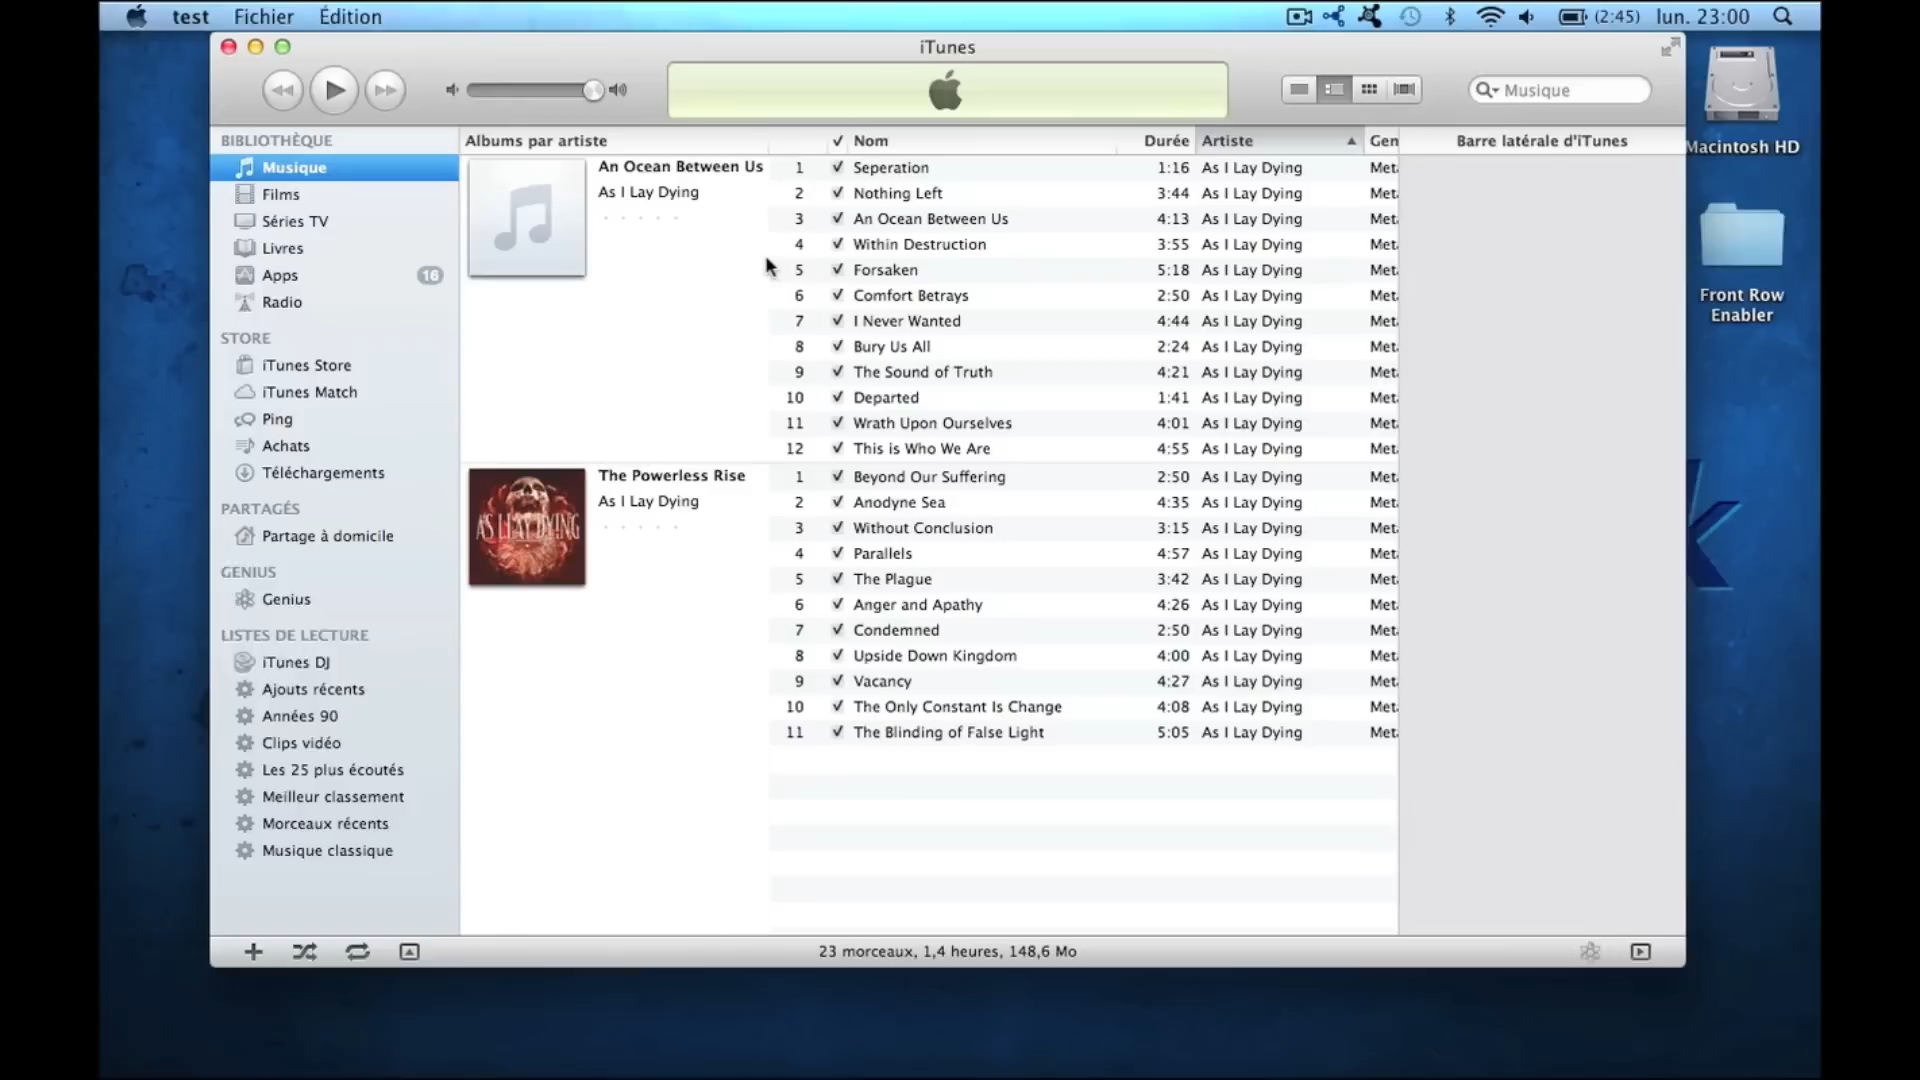 test Fichier Édition (2:45) lun. 23:00
iTunes
Musique
BIBLIOTHÈQUE
Musique
Films
Séries TV
Livres
Apps 16
Radio
STORE
iTunes Store
iTunes Match
Ping
Achats
Téléchargements
PARTAGÉS
Partage à domicile
GENIUS
Genius
LISTES DE LECTURE
iTunes DJ
Ajouts récents
Années 90
Clips vidéo
Les 25 plus écoutés
Meilleur classement
Morceaux récents
Musique classique
Albums par artiste ✓ Nom Durée Artiste Gen
An Ocean Between Us
As I Lay Dying
1 ✓ Seperation 1:16 As I Lay Dying Met
2 ✓ Nothing Left 3:44 As I Lay Dying Met
3 ✓ An Ocean Between Us 4:13 As I Lay Dying Met
4 ✓ Within Destruction 3:55 As I Lay Dying Met
5 ✓ Forsaken 5:18 As I Lay Dying Met
6 ✓ Comfort Betrays 2:50 As I Lay Dying Met
7 ✓ I Never Wanted 4:44 As I Lay Dying Met
8 ✓ Bury Us All 2:24 As I Lay Dying Met
9 ✓ The Sound of Truth 4:21 As I Lay Dying Met
10 ✓ Departed 1:41 As I Lay Dying Met
11 ✓ Wrath Upon Ourselves 4:01 As I Lay Dying Met
12 ✓ This is Who We Are 4:55 As I Lay Dying Met
AS I LAY DYING
The Powerless Rise
As I Lay Dying
1 ✓ Beyond Our Suffering 2:50 As I Lay Dying Met
2 ✓ Anodyne Sea 4:35 As I Lay Dying Met
3 ✓ Without Conclusion 3:15 As I Lay Dying Met
4 ✓ Parallels 4:57 As I Lay Dying Met
5 ✓ The Plague 3:42 As I Lay Dying Met
6 ✓ Anger and Apathy 4:26 As I Lay Dying Met
7 ✓ Condemned 2:50 As I Lay Dying Met
8 ✓ Upside Down Kingdom 4:00 As I Lay Dying Met
9 ✓ Vacancy 4:27 As I Lay Dying Met
10 ✓ The Only Constant Is Change 4:08 As I Lay Dying Met
11 ✓ The Blinding of False Light 5:05 As I Lay Dying Met
Barre latérale d'iTunes
23 morceaux, 1,4 heures, 148,6 Mo
Macintosh HD
Front Row
Enabler
k